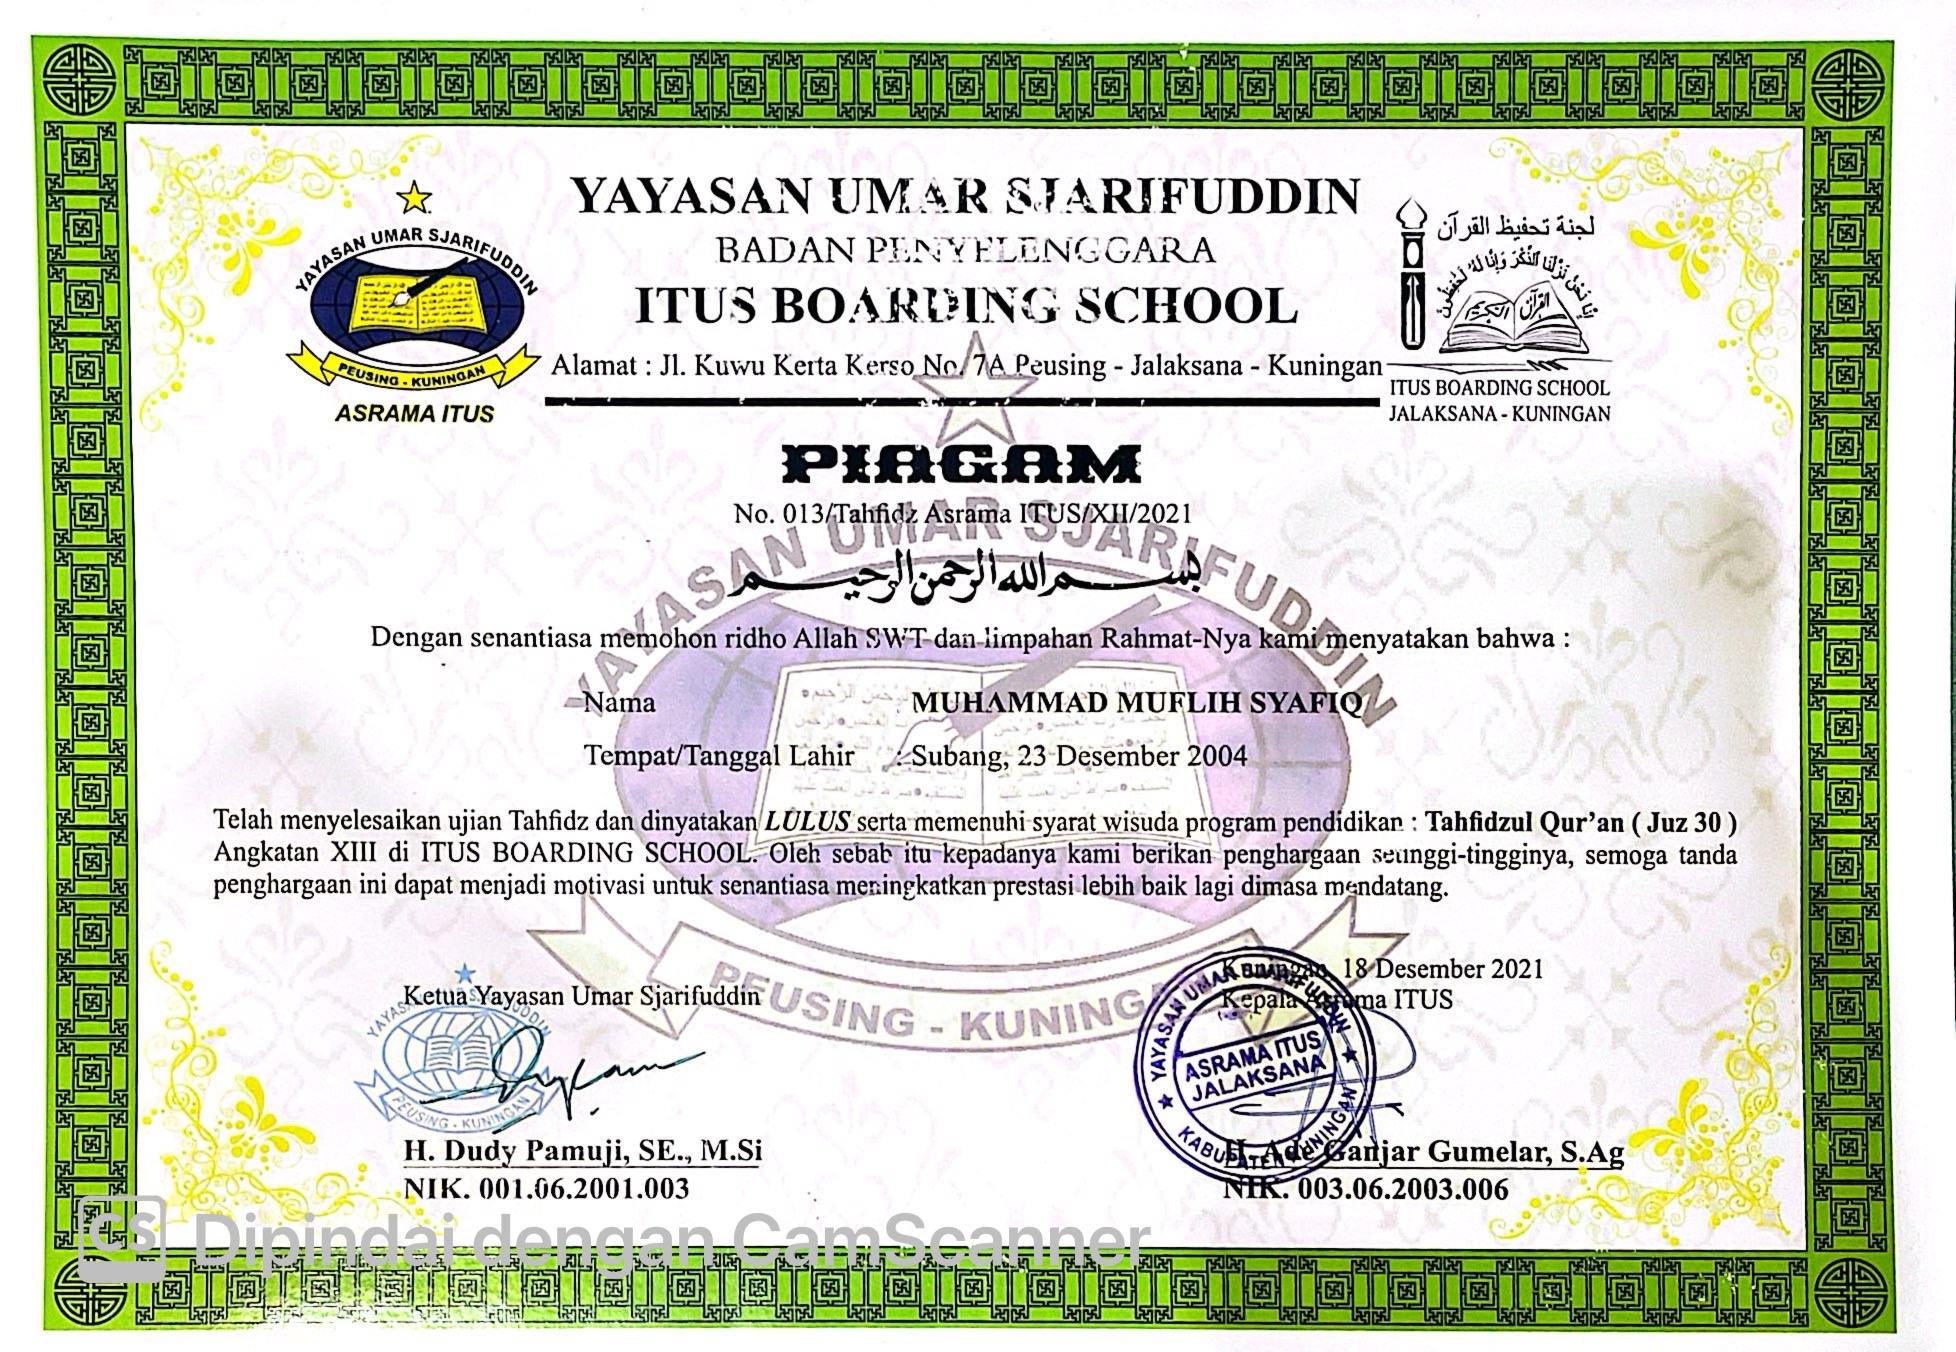 YAYASAN UMAR SJARIFUDDIN
BADAN PENYELENGGARA
ITUS BOARDING SCHOOL
Alamat : Jl. Kuwu Kerta Kerso No. 7A Peusing - Jalaksana - Kuningan
YAYASAN UMAR SJARIFUDDIN
PEUSING - KUNINGAN
ASRAMA ITUS
لجنة تحفيظ القرآن
إنا نحن نزلنا الذكر وإنا له لحفظون
القرآن الكريم
ITUS BOARDING SCHOOL
JALAKSANA - KUNINGAN
PIAGAM
No. 013/Tahfidz Asrama ITUS/XII/2021
YAYASAN UMAR SJARIFUDDIN
بسم الله الرحمن الرحيم
Dengan senantiasa memohon ridho Allah SWT dan limpahan Rahmat-Nya kami menyatakan bahwa :
Nama : MUHAMMAD MUFLIH SYAFIQ
Tempat/Tanggal Lahir : Subang, 23 Desember 2004
Telah menyelesaikan ujian Tahfidz dan dinyatakan LULUS serta memenuhi syarat wisuda program pendidikan : Tahfidzul Qur'an ( Juz 30 )
Angkatan XIII di ITUS BOARDING SCHOOL. Oleh sebab itu kepadanya kami berikan penghargaan setinggi-tingginya, semoga tanda
penghargaan ini dapat menjadi motivasi untuk senantiasa meningkatkan prestasi lebih baik lagi dimasa mendatang.
PEUSING - KUNINGAN
Kuningan, 18 Desember 2021
Ketua Yayasan Umar Sjarifuddin
Kepala Asrama ITUS
PEUSING - KUNINGAN
YAYASAN UMAR SJARIFUDDIN
ASRAMA ITUS
JALAKSANA
KABUPATEN KUNINGAN
H. Dudy Pamuji, SE., M.Si
NIK. 001.06.2001.003
H. Ade Ganjar Gumelar, S.Ag
NIK. 003.06.2003.006
CS Dipindai dengan CamScanner